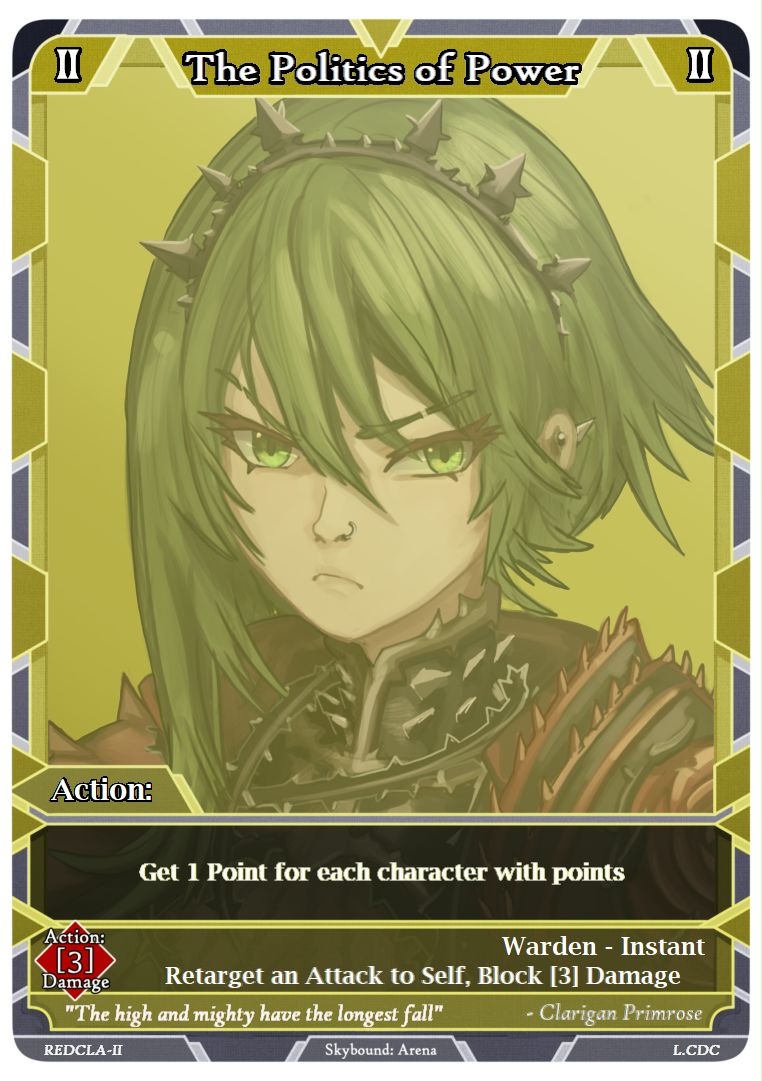 II The Politics of Power II
Action:
Get 1 Point for each character with points
Action:
[3]
Damage
Warden - Instant
Retarget an Attack to Self, Block [3] Damage
"The high and mighty have the longest fall" - Clarigan Primrose
REDCLA-II Skybound: Arena L.CDC